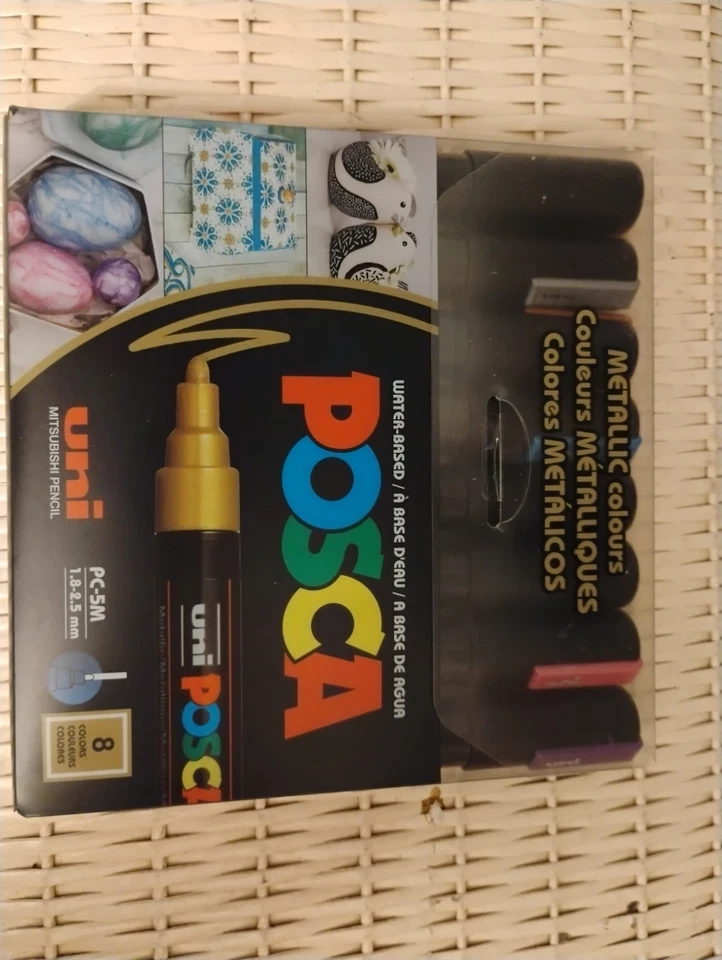 METALLIC colours
Couleurs MÉTALLIQUES
Colores METÁLICOS
WATER-BASED / À BASE D'EAU / A BASE DE AGUA
POSCA
uni POSCA
uni
MITSUBISHI PENCIL
PC-5M
1.8-2.5 mm
8
COLORS
COULEURS
COLORES